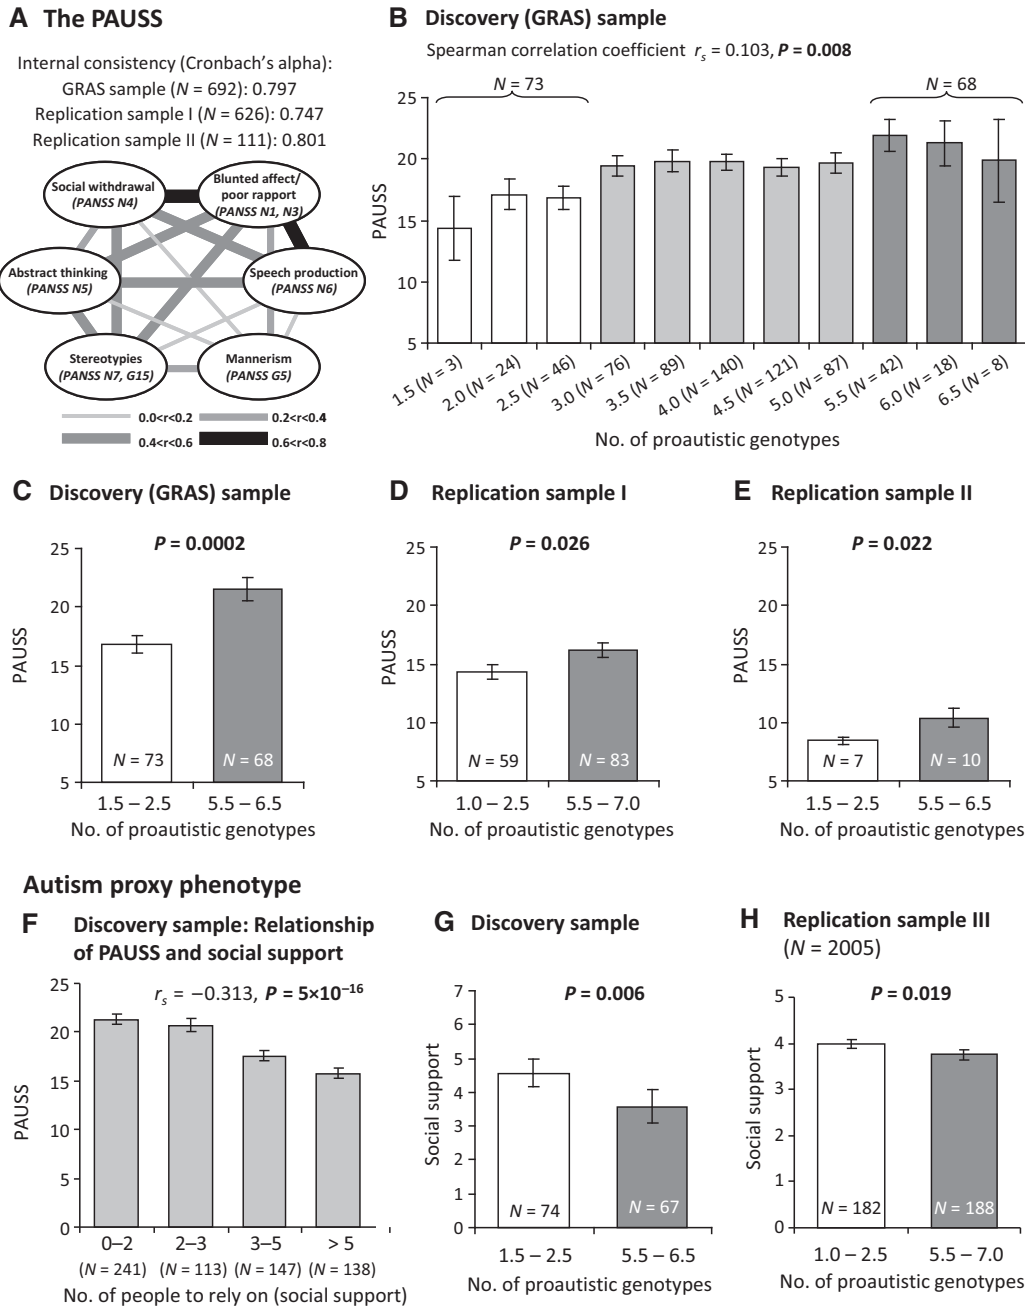 A The PAUSS
Internal consistency (Cronbach's alpha):
GRAS sample (N = 692): 0.797
Replication sample I (N = 626): 0.747
Replication sample II (N = 111): 0.801
Social withdrawal
(PANSS N4)
Blunted affect/
poor rapport
(PANSS N1, N3)
Abstract thinking
(PANSS N5)
Speech production
(PANSS N6)
Stereotypies
(PANSS N7, G15)
Mannerism
(PANSS G5)
0.0<r<0.2
0.2<r<0.4
0.4<r<0.6
0.6<r<0.8
B Discovery (GRAS) sample
Spearman correlation coefficient rs = 0.103, P = 0.008
N = 73
N = 68
25
20
15
10
5
PAUSS
1.5 (N = 3)
2.0 (N = 24)
2.5 (N = 46)
3.0 (N = 76)
3.5 (N = 89)
4.0 (N = 140)
4.5 (N = 121)
5.0 (N = 87)
5.5 (N = 42)
6.0 (N = 18)
6.5 (N = 8)
No. of proautistic genotypes
C Discovery (GRAS) sample
P = 0.0002
25
20
15
10
5
PAUSS
N = 73
N = 68
1.5 – 2.5
5.5 – 6.5
No. of proautistic genotypes
D Replication sample I
P = 0.026
25
20
15
10
5
PAUSS
N = 59
N = 83
1.0 – 2.5
5.5 – 7.0
No. of proautistic genotypes
E Replication sample II
P = 0.022
25
20
15
10
5
PAUSS
N = 7
N = 10
1.5 – 2.5
5.5 – 6.5
No. of proautistic genotypes
Autism proxy phenotype
F Discovery sample: Relationship
of PAUSS and social support
rs = −0.313, P = 5×10−16
25
20
15
10
5
0
PAUSS
0–2
2–3
3–5
> 5
(N = 241)
(N = 113)
(N = 147)
(N = 138)
No. of people to rely on (social support)
G Discovery sample
P = 0.006
7
6
5
4
3
2
1
0
Social support
N = 74
N = 67
1.5 – 2.5
5.5 – 6.5
No. of proautistic genotypes
H Replication sample III
(N = 2005)
P = 0.019
5
4
3
2
1
0
Social support
N = 182
N = 188
1.0 – 2.5
5.5 – 7.0
No. of proautistic genotypes